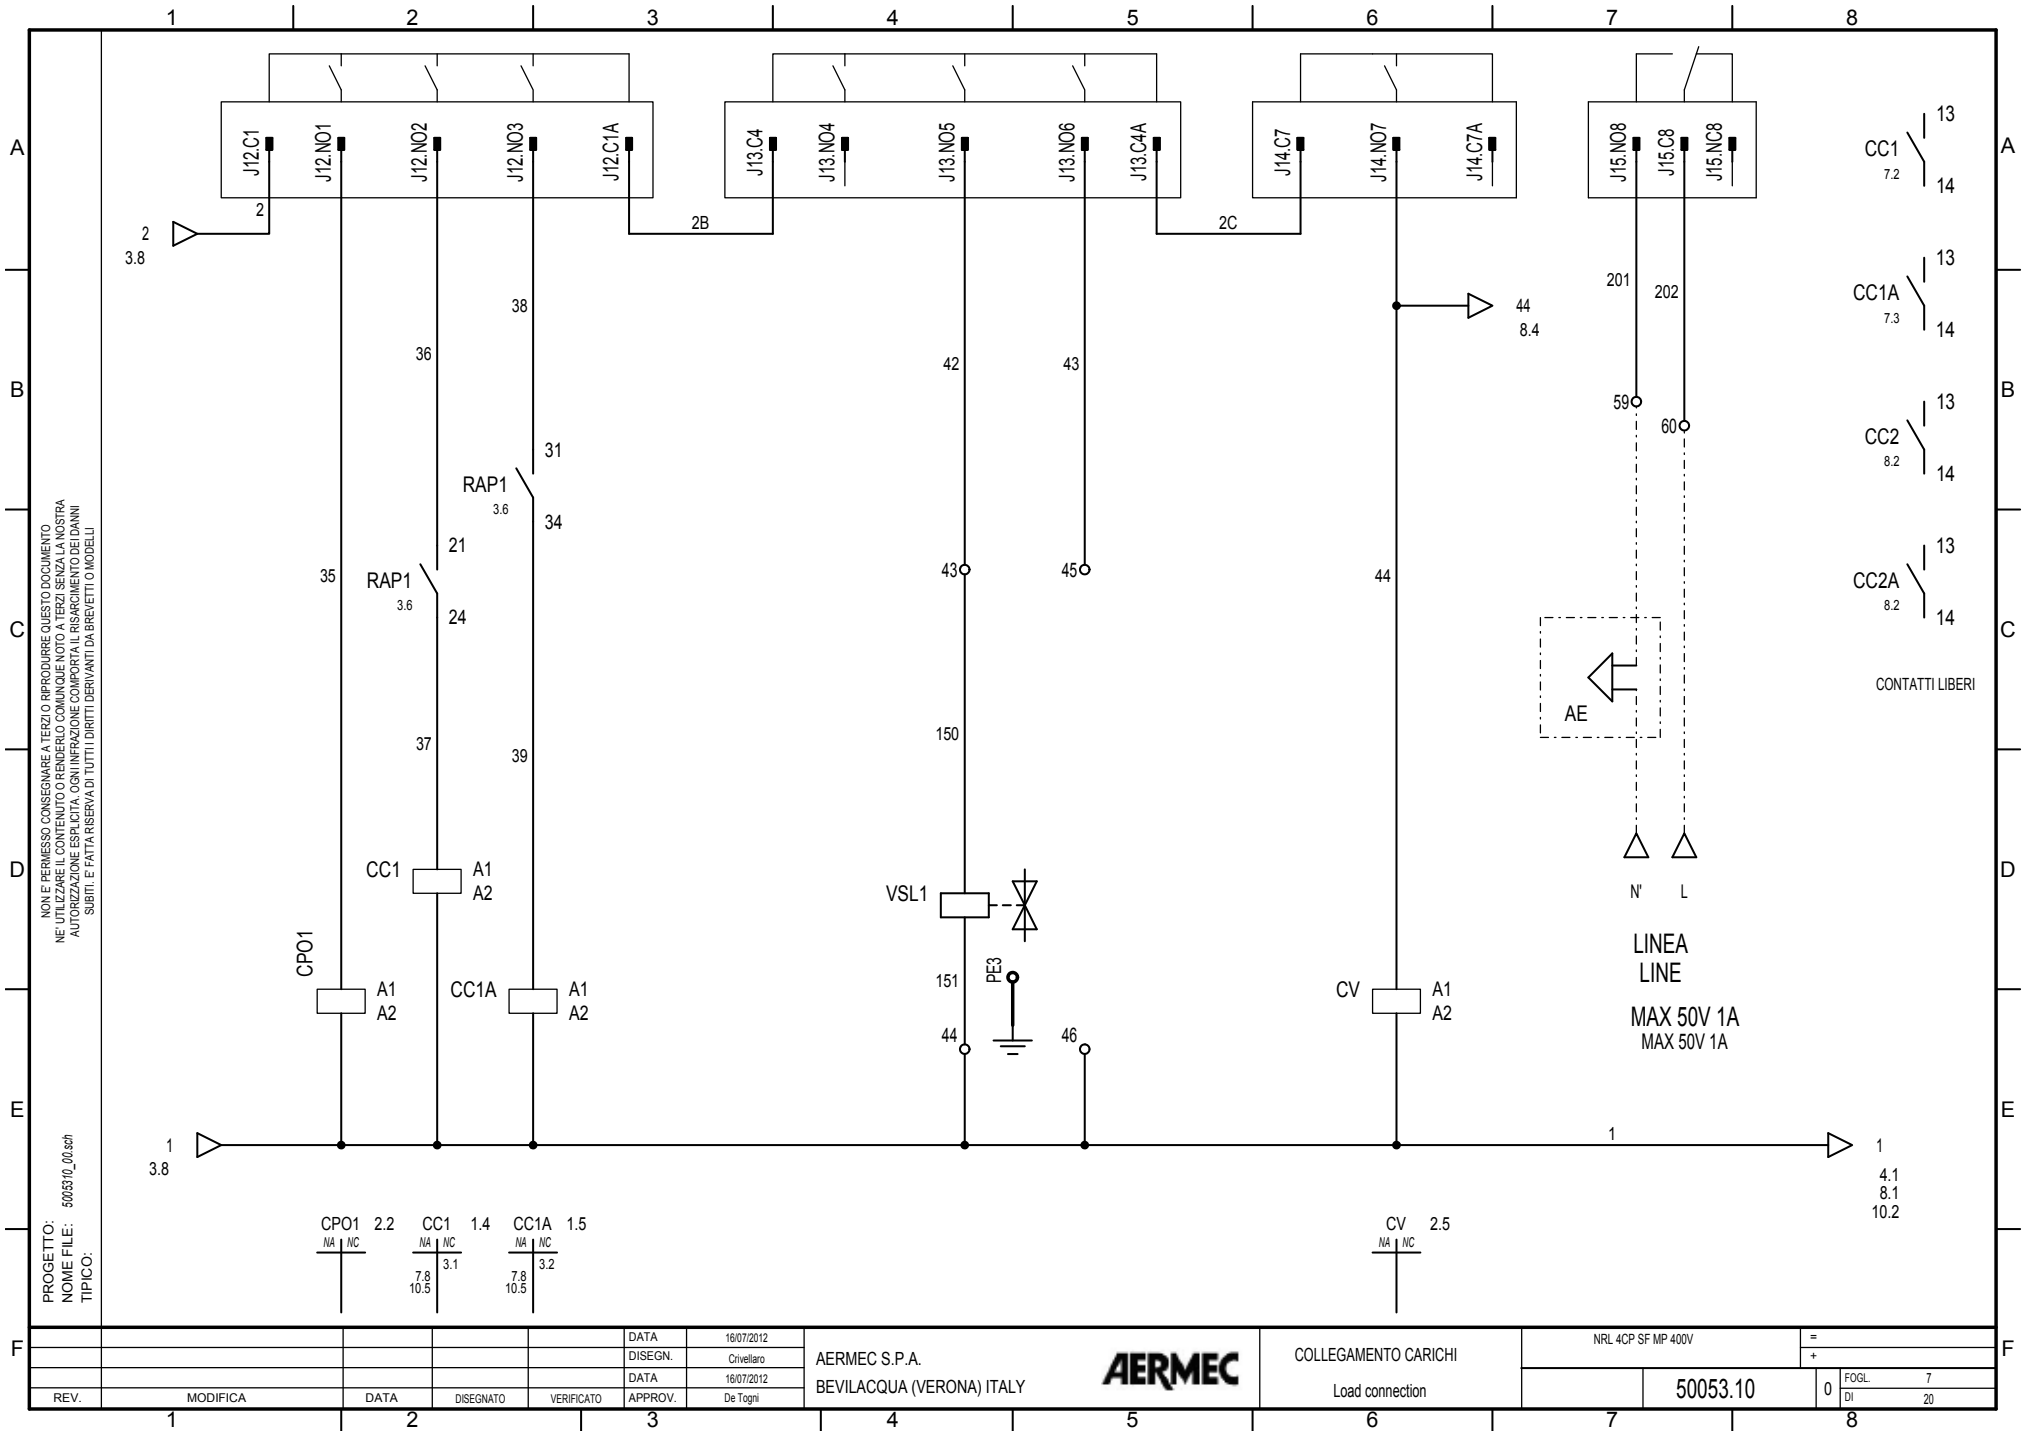 1 2 3 4 5 6 7 8
A
B
C
D
E
F
J12.C1
J12.NO1
J12.NO2
J12.NO3
J12.C1A
J13.C4
J13.NO4
J13.NO5
J13.NO6
J13.C4A
J14.C7
J14.NO7
J14.C7A
J15.NO8
J15.C8
J15.NC8
2
2
3.8
2B
2C
38
36
42
43
44
8.4
201
202
59
60
31
RAP1
3.6
34
21
RAP1
3.6
24
35
43
45
44
37
39
150
CC1
A1
A2
CPO1
A1
A2
CC1A
A1
A2
VSL1
151
PE3
44
46
CV
A1
A2
AE
N'
L
LINEA
LINE
MAX 50V 1A
MAX 50V 1A
CC1
7.2
13
14
CC1A
7.3
13
14
CC2
8.2
13
14
CC2A
8.2
13
14
CONTATTI LIBERI
1
3.8
1
1
4.1
8.1
10.2
CPO1 2.2
NA NC
CC1 1.4
NA NC
3.1
7.8
10.5
CC1A 1.5
NA NC
3.2
7.8
10.5
CV 2.5
NA NC
NON E' PERMESSO CONSEGNARE A TERZI O RIPRODURRE QUESTO DOCUMENTO
NE' UTILIZZARE IL CONTENUTO O RENDERLO COMUNQUE NOTO A TERZI SENZA LA NOSTRA
AUTORIZZAZIONE ESPLICITA. OGNI INFRAZIONE COMPORTA IL RISARCIMENTO DEI DANNI
SUBITI. E' FATTA RISERVA DI TUTTI I DIRITTI DERIVANTI DA BREVETTI O MODELLI
PROGETTO:
NOME FILE: 5005310_00.sch
TIPICO:
A
B
C
D
E
F
DATA 16/07/2012
DISEGN. Crivellaro
DATA 16/07/2012
REV. MODIFICA DATA DISEGNATO VERIFICATO APPROV. De Togni
AERMEC S.P.A.
BEVILACQUA (VERONA) ITALY
AERMEC
COLLEGAMENTO CARICHI
Load connection
NRL 4CP SF MP 400V
=
+
50053.10
0
FOGL. 7
DI 20
1 2 3 4 5 6 7 8